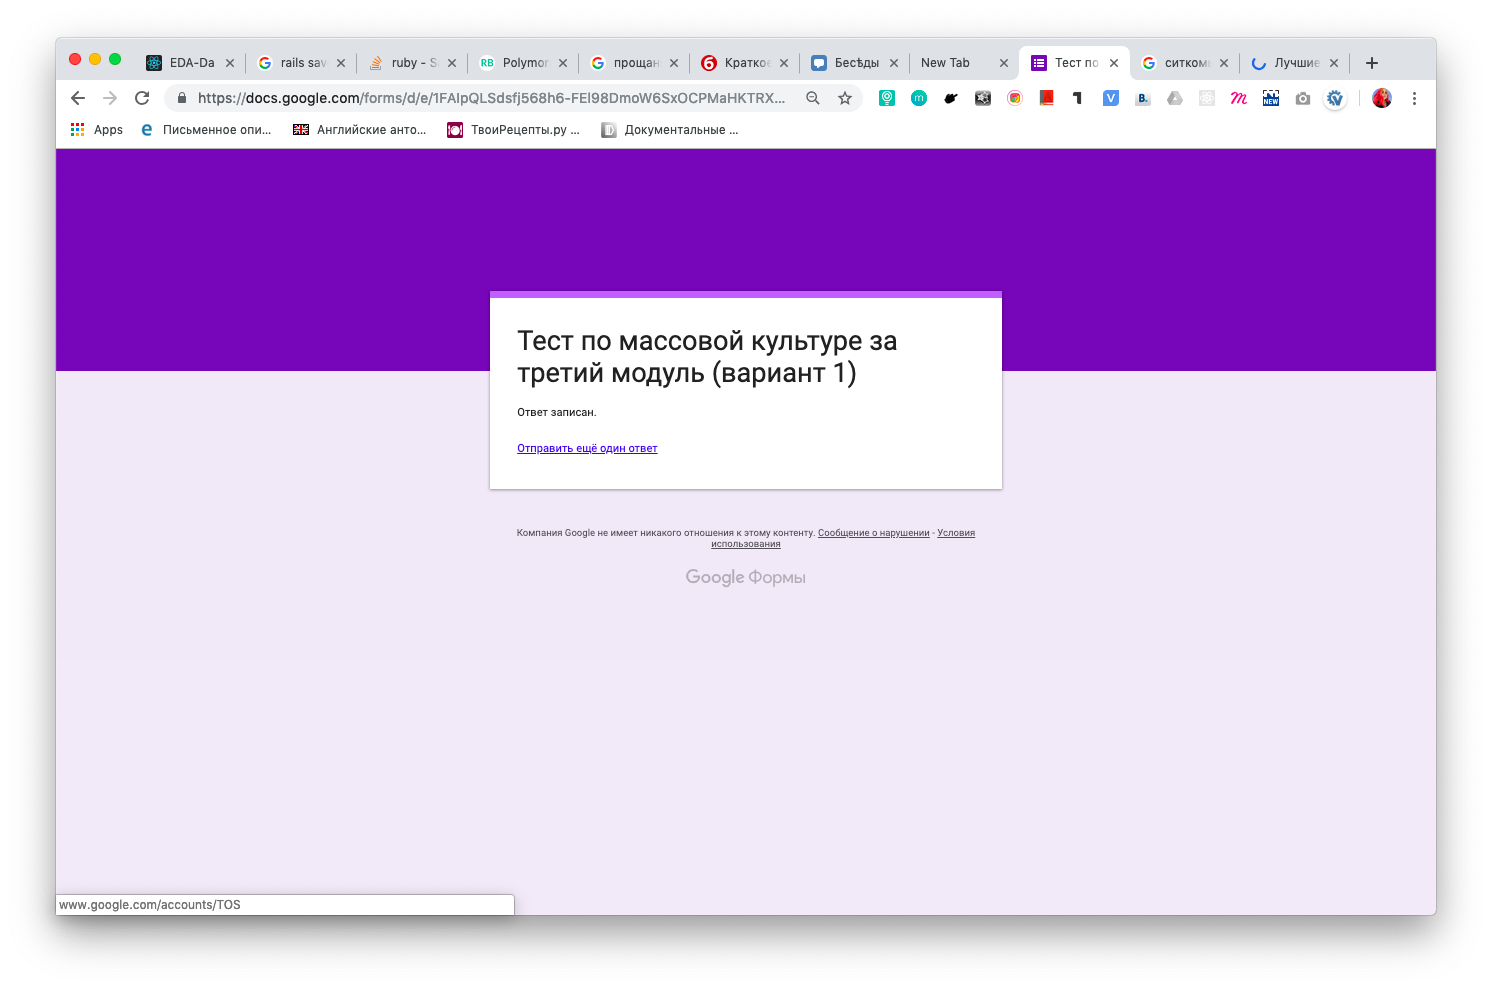 EDA-Da
rails sav
ruby - S
Polymor
прощан
Краткое
Бесѣды
New Tab
Тест по
ситком
Лучшие
https://docs.google.com/forms/d/e/1FAIpQLSdsfj568h6-FEI98DmoW6SxOCPMaHKTRX...
Apps
Письменное опи...
Английские анто...
ТвоиРецепты.ру ...
Документальные ...
Тест по массовой культуре за
третий модуль (вариант 1)
Ответ записан.
Отправить ещё один ответ
Компания Google не имеет никакого отношения к этому контенту. Сообщение о нарушении - Условия
использования
Google Формы
www.google.com/accounts/TOS